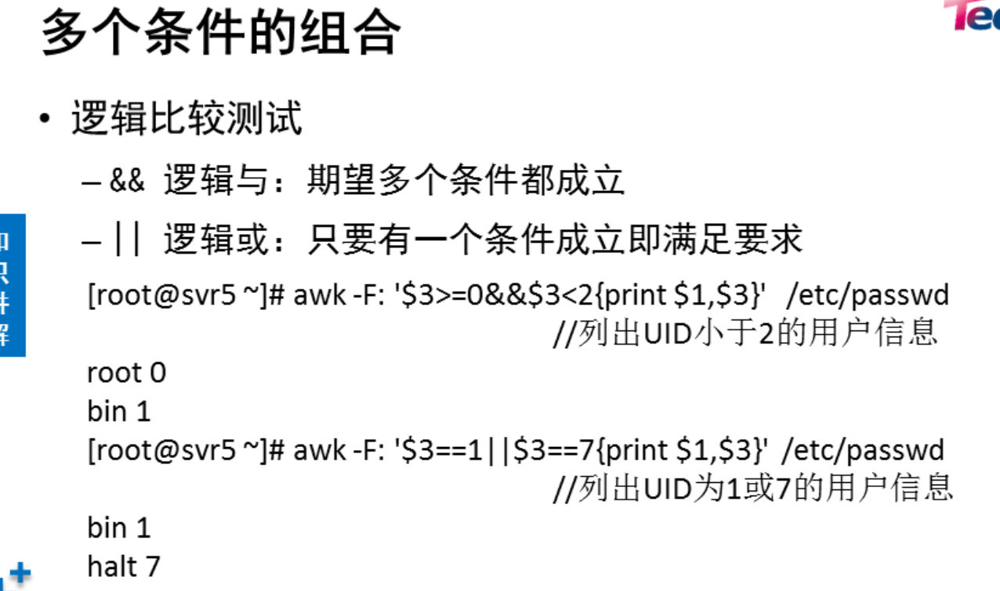 多个条件的组合
• 逻辑比较测试
– && 逻辑与：期望多个条件都成立
– || 逻辑或：只要有一个条件成立即满足要求
[root@svr5 ~]# awk -F: '$3>=0&&$3<2{print $1,$3}' /etc/passwd
//列出UID小于2的用户信息
root 0
bin 1
[root@svr5 ~]# awk -F: '$3==1||$3==7{print $1,$3}' /etc/passwd
//列出UID为1或7的用户信息
bin 1
halt 7